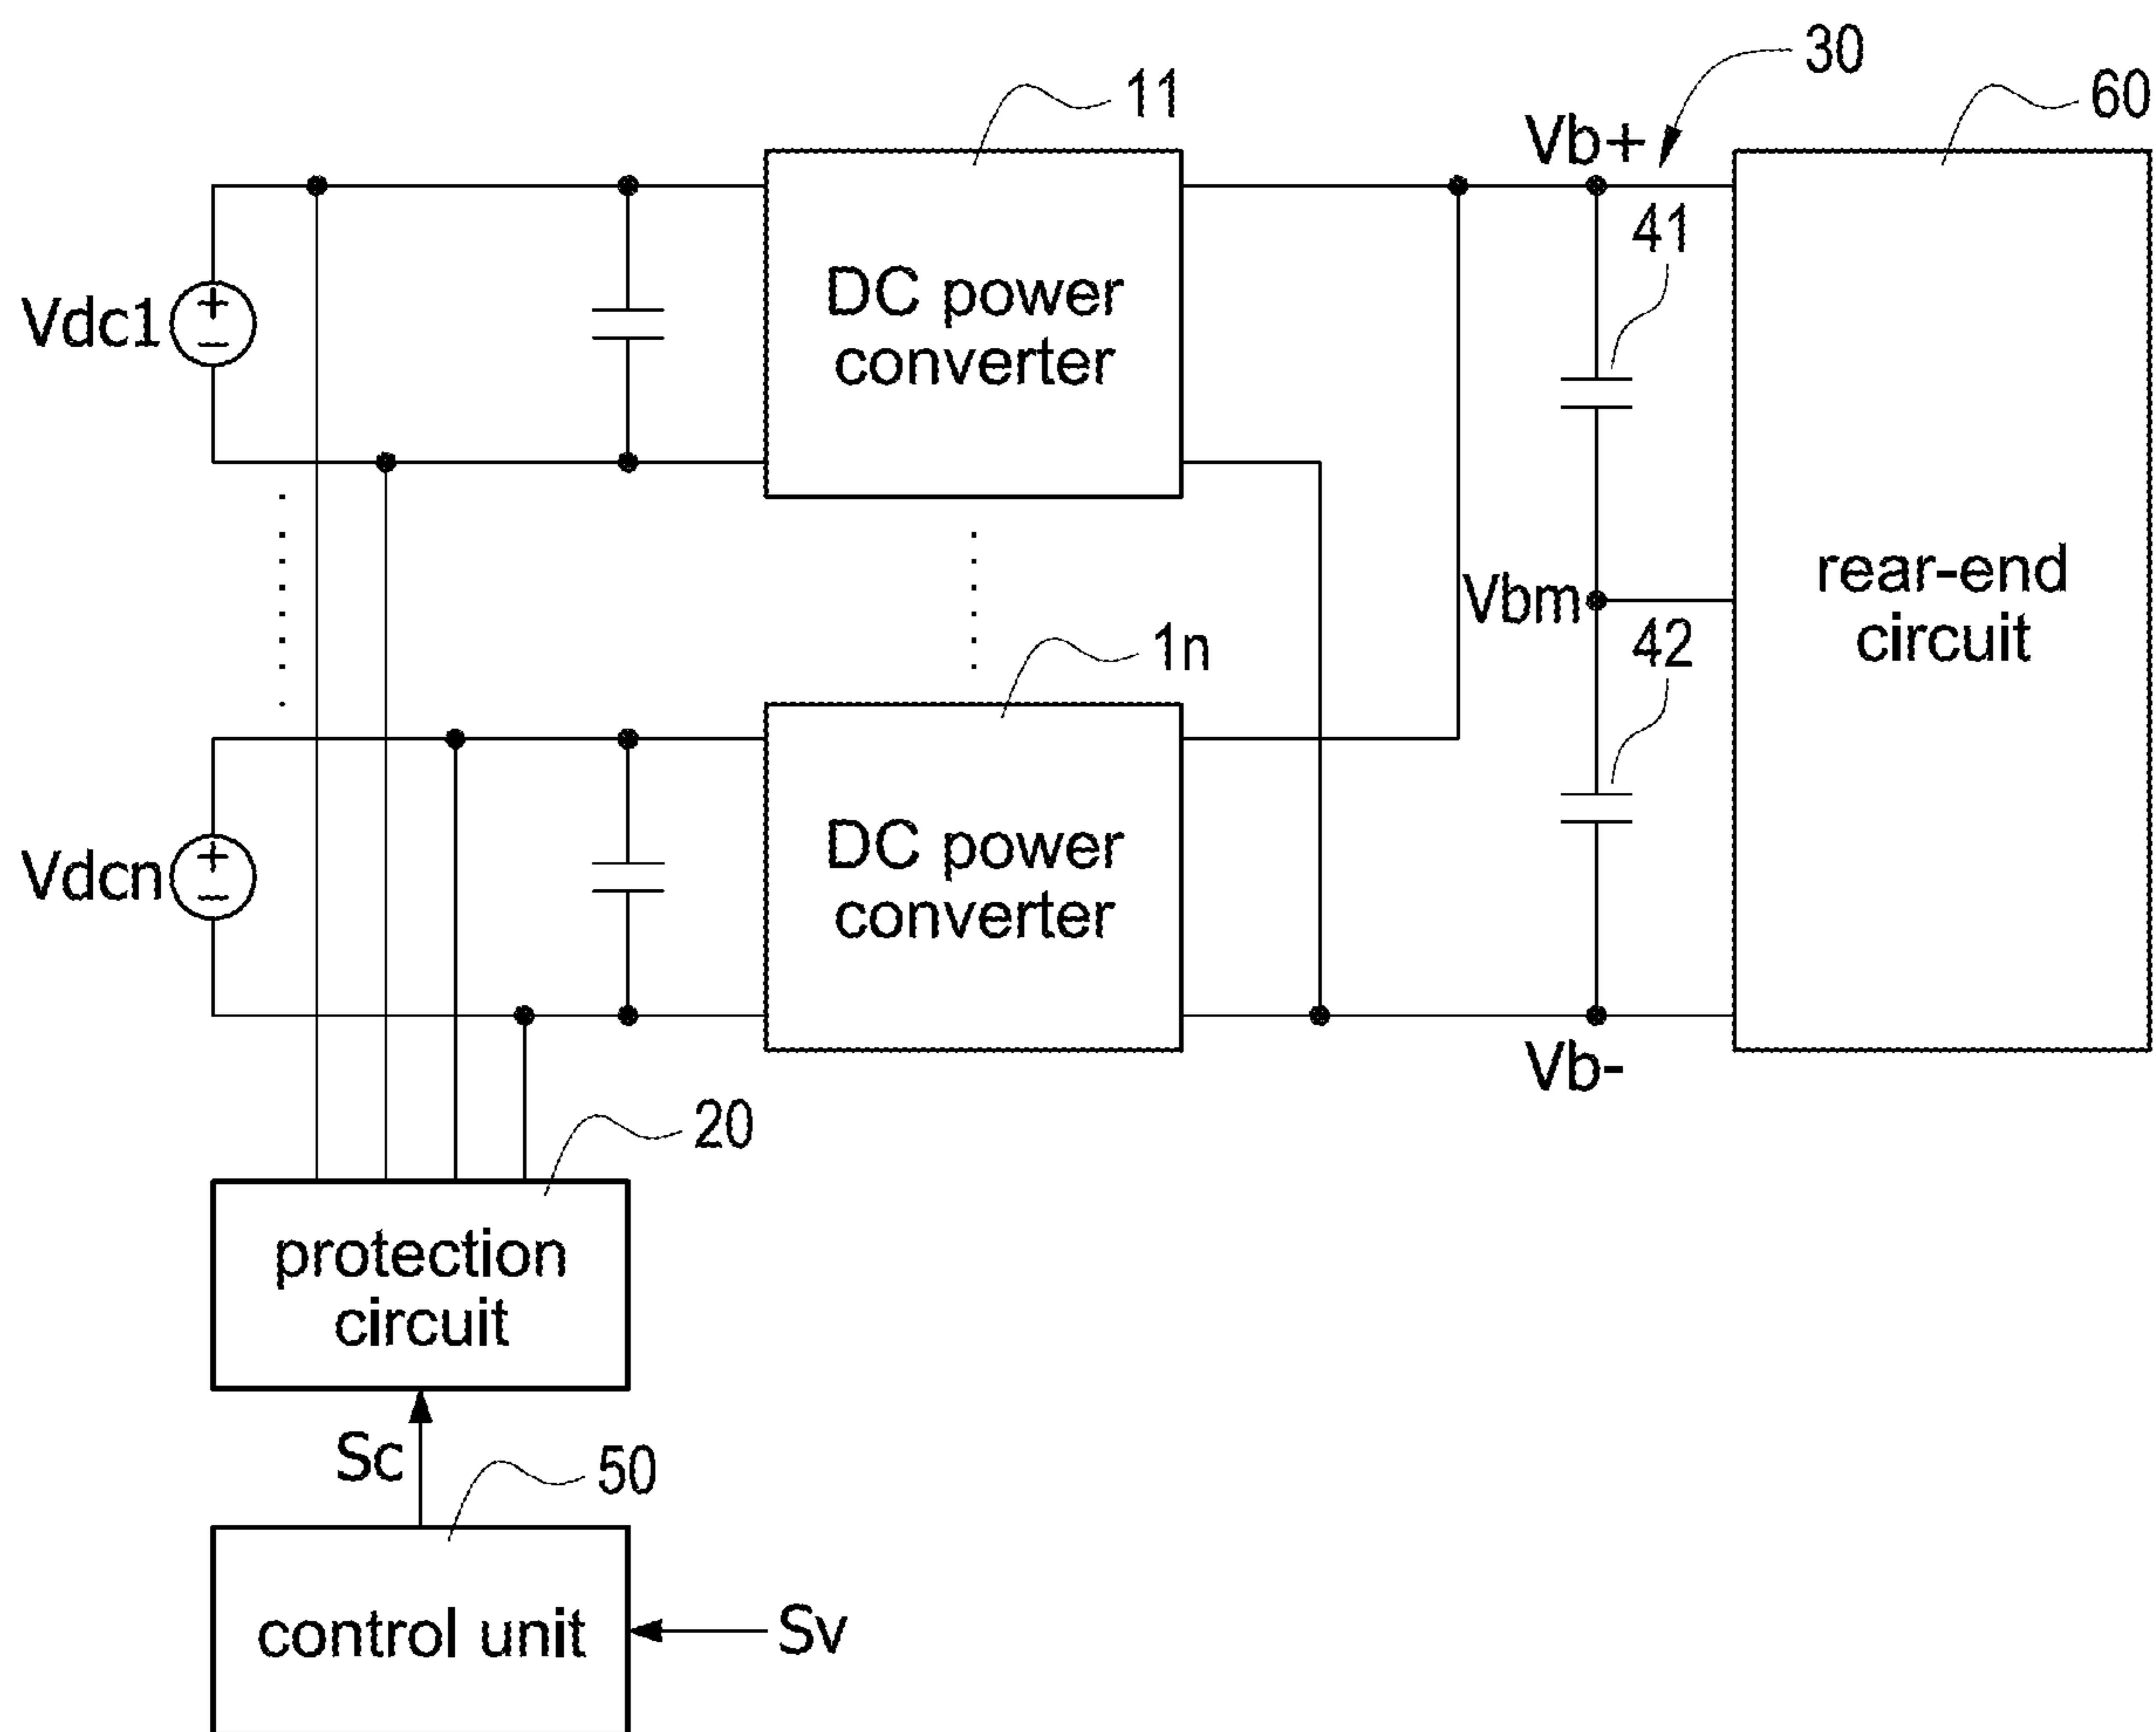 30
11
60
Vb+
41
DC power
converter
Vdc1
rear-end
circuit
Vbm
42
1n
DC power
converter
Vdcn
Vb-
20
protection
circuit
Sc
50
control unit
Sv